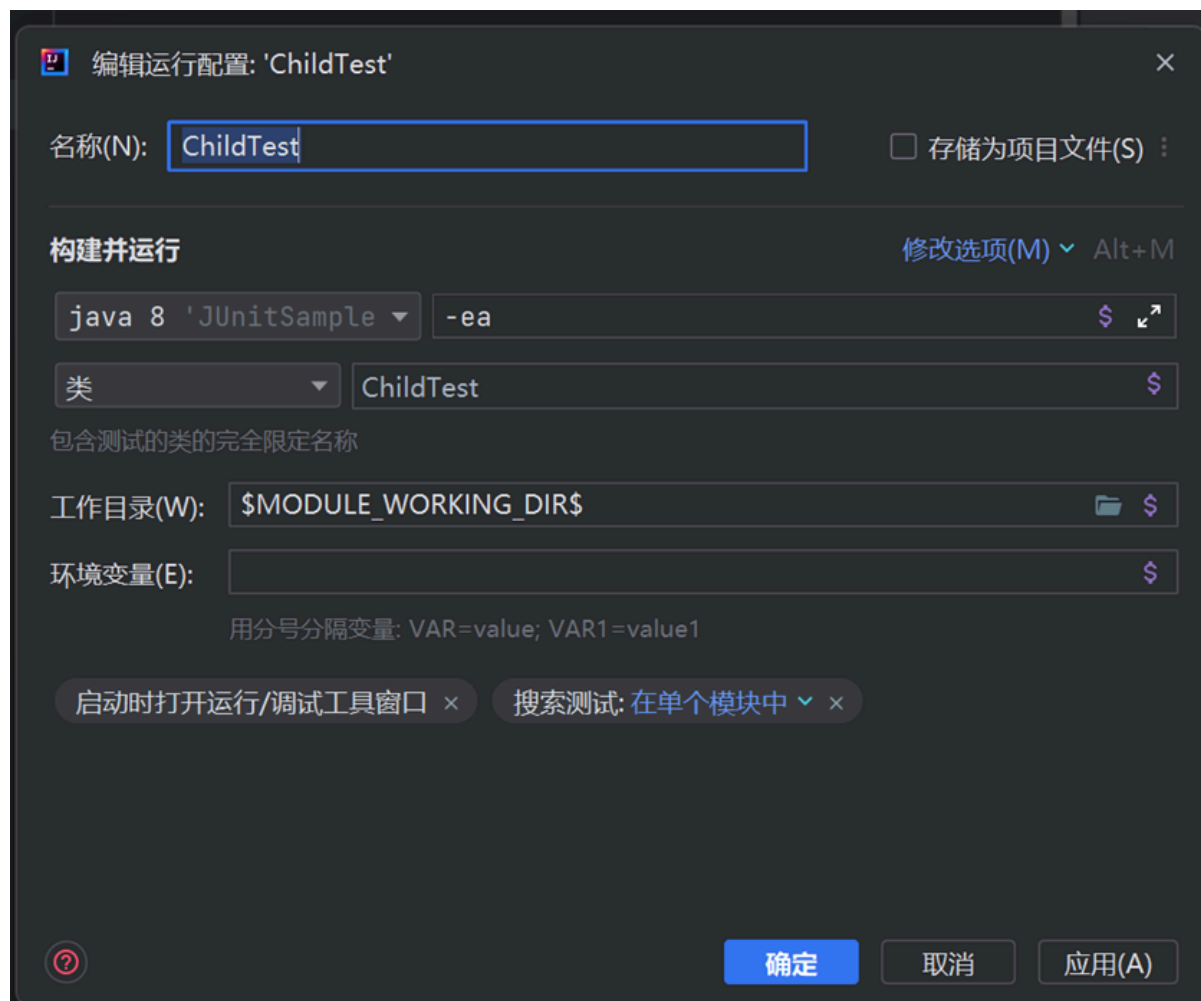 编辑运行配置: 'ChildTest'
名称(N): ChildTest 存储为项目文件(S)
构建并运行 修改选项(M) Alt+M
java 8 'JUnitSample -ea $
类 ChildTest $
包含测试的类的完全限定名称
工作目录(W): $MODULE_WORKING_DIR$ $
环境变量(E): $
用分号分隔变量: VAR=value; VAR1=value1
启动时打开运行/调试工具窗口 × 搜索测试: 在单个模块中 ×
? 确定 取消 应用(A)